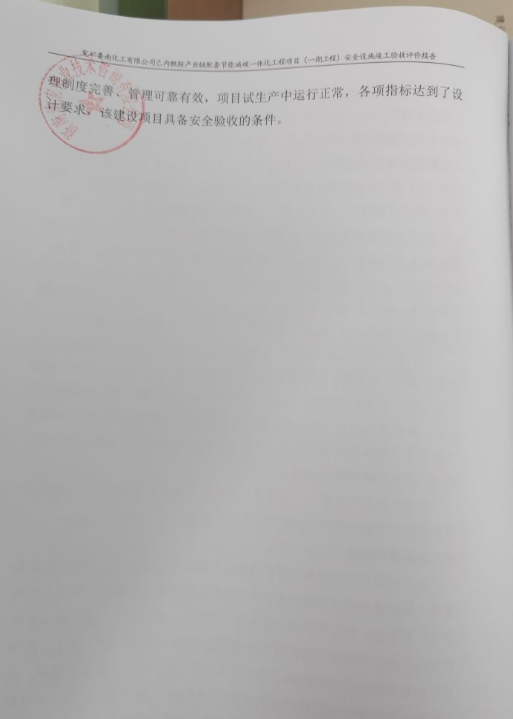 兖矿鲁南化工有限公司己内酰胺产业链配套节能减碳一体化工程项目（一期工程）安全设施竣工验收评价报告
理制度完善、管理可靠有效，项目试生产中运行正常，各项指标达到了设
计要求，该建设项目具备安全验收的条件。